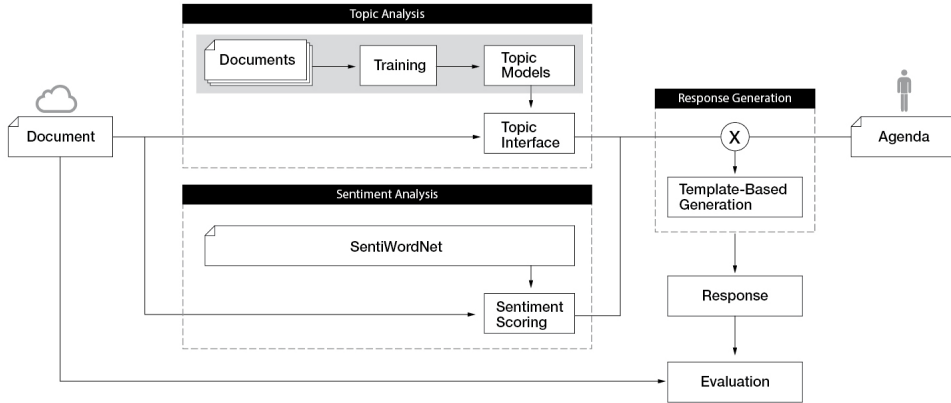 Topic Analysis
Documents
Training
Topic
Models
Document
Topic
Interface
Response Generation
X
Agenda
Template-Based
Generation
Sentiment Analysis
SentiWordNet
Sentiment
Scoring
Response
Evaluation